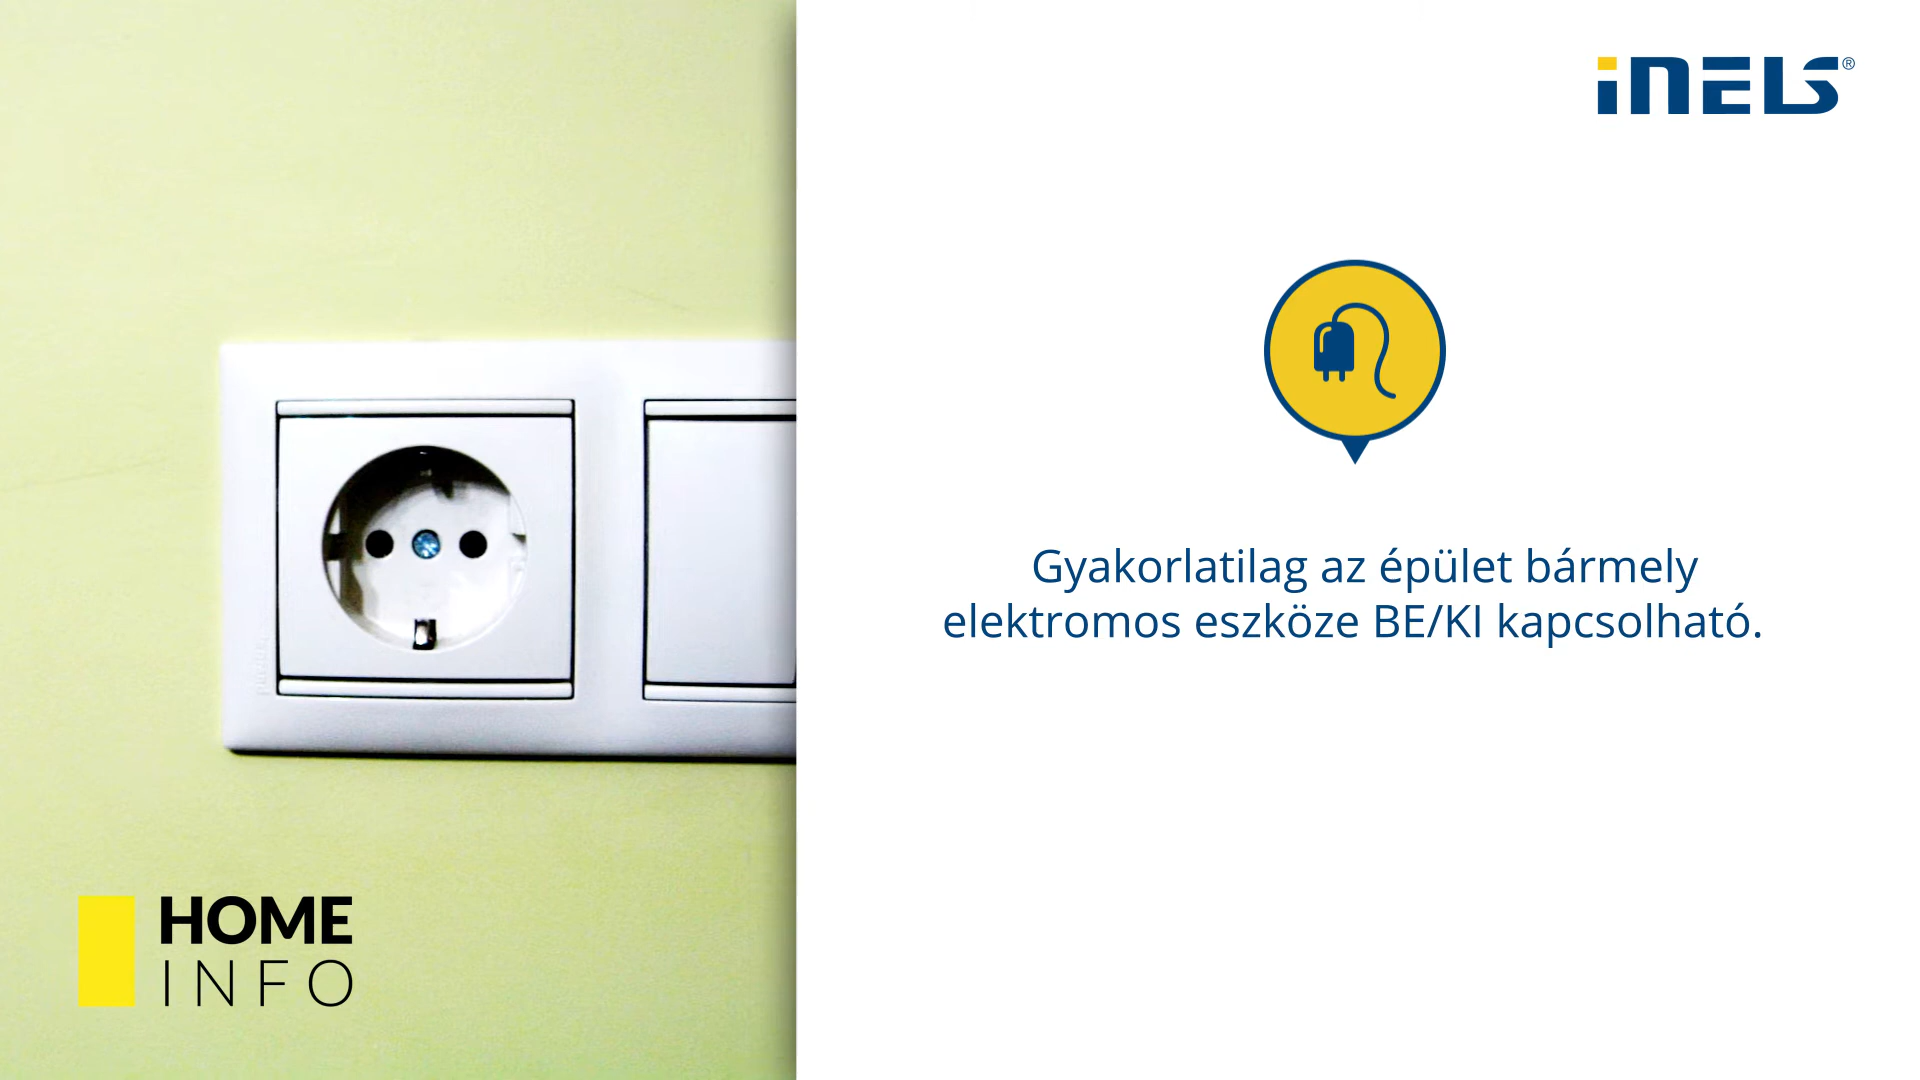 iNELS®
Gyakorlatilag az épület bármely
elektromos eszköze BE/KI kapcsolható.
HOME
INFO